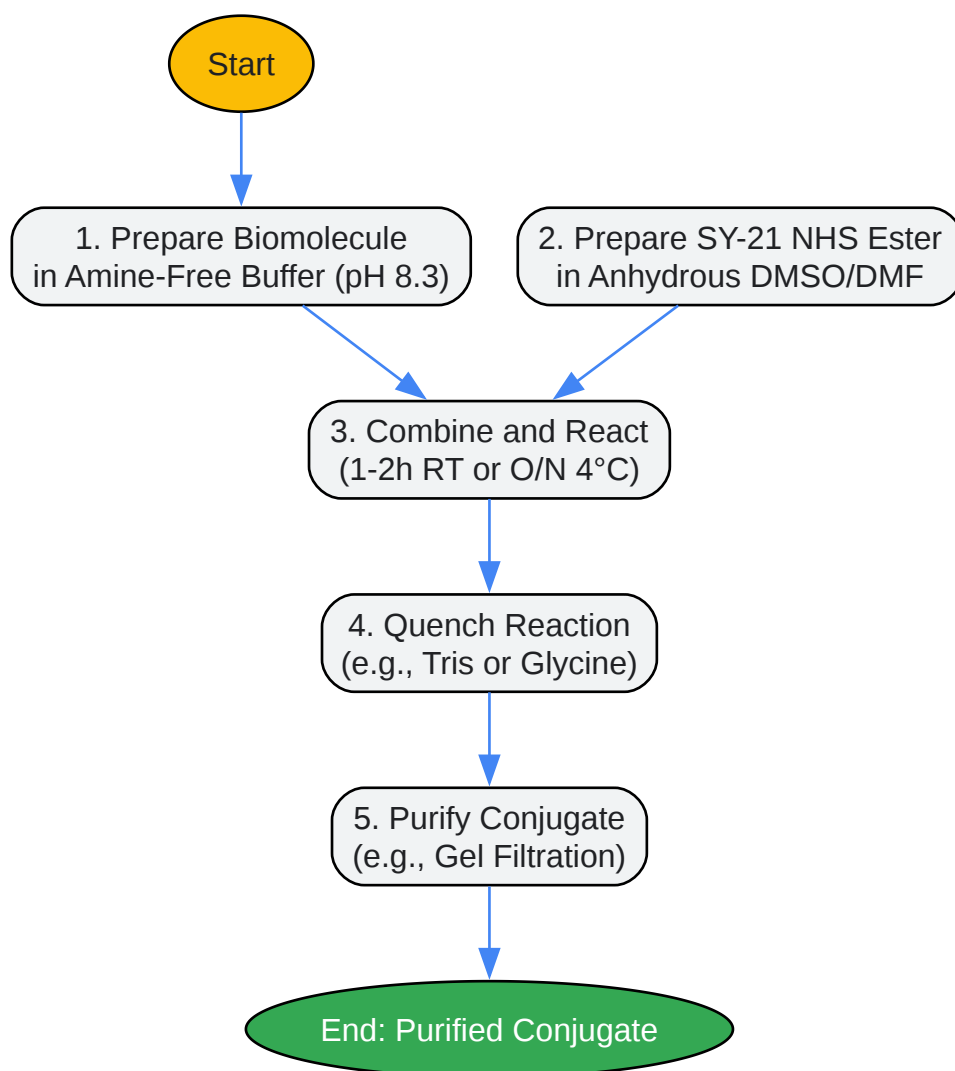 Start
1. Prepare Biomolecule
in Amine-Free Buffer (pH 8.3)
2. Prepare SY-21 NHS Ester
in Anhydrous DMSO/DMF
3. Combine and React
(1-2h RT or O/N 4°C)
4. Quench Reaction
(e.g., Tris or Glycine)
5. Purify Conjugate
(e.g., Gel Filtration)
End: Purified Conjugate